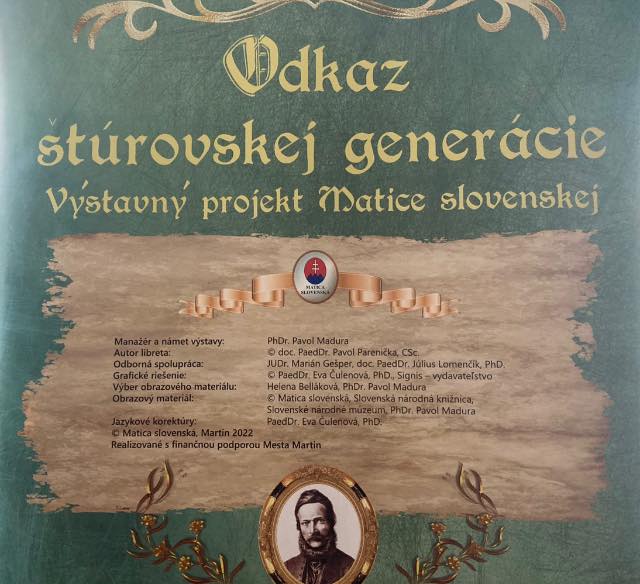 Odkaz
štúrovskej generácie
Výstavný projekt Matice slovenskej
MATICA
SLOVENSKÁ
Manažér a námet výstavy: PhDr. Pavol Madura
Autor libreta: © doc. PaedDr. Pavol Parenička, CSc.
Odborná spolupráca: JUDr. Marián Gešper, doc. PaedDr. Július Lomenčík, PhD.
Grafické riešenie: © PaedDr. Eva Čulenová, PhD., Signis – vydavateľstvo
Výber obrazového materiálu: Helena Belláková, PhDr. Pavol Madura
Obrazový materiál: © Matica slovenská, Slovenská národná knižnica,
Slovenské národné múzeum, PhDr. Pavol Madura
Jazykové korektúry: PaedDr. Eva Čulenová, PhD.
© Matica slovenská, Martin 2022
Realizované s finančnou podporou Mesta Martin